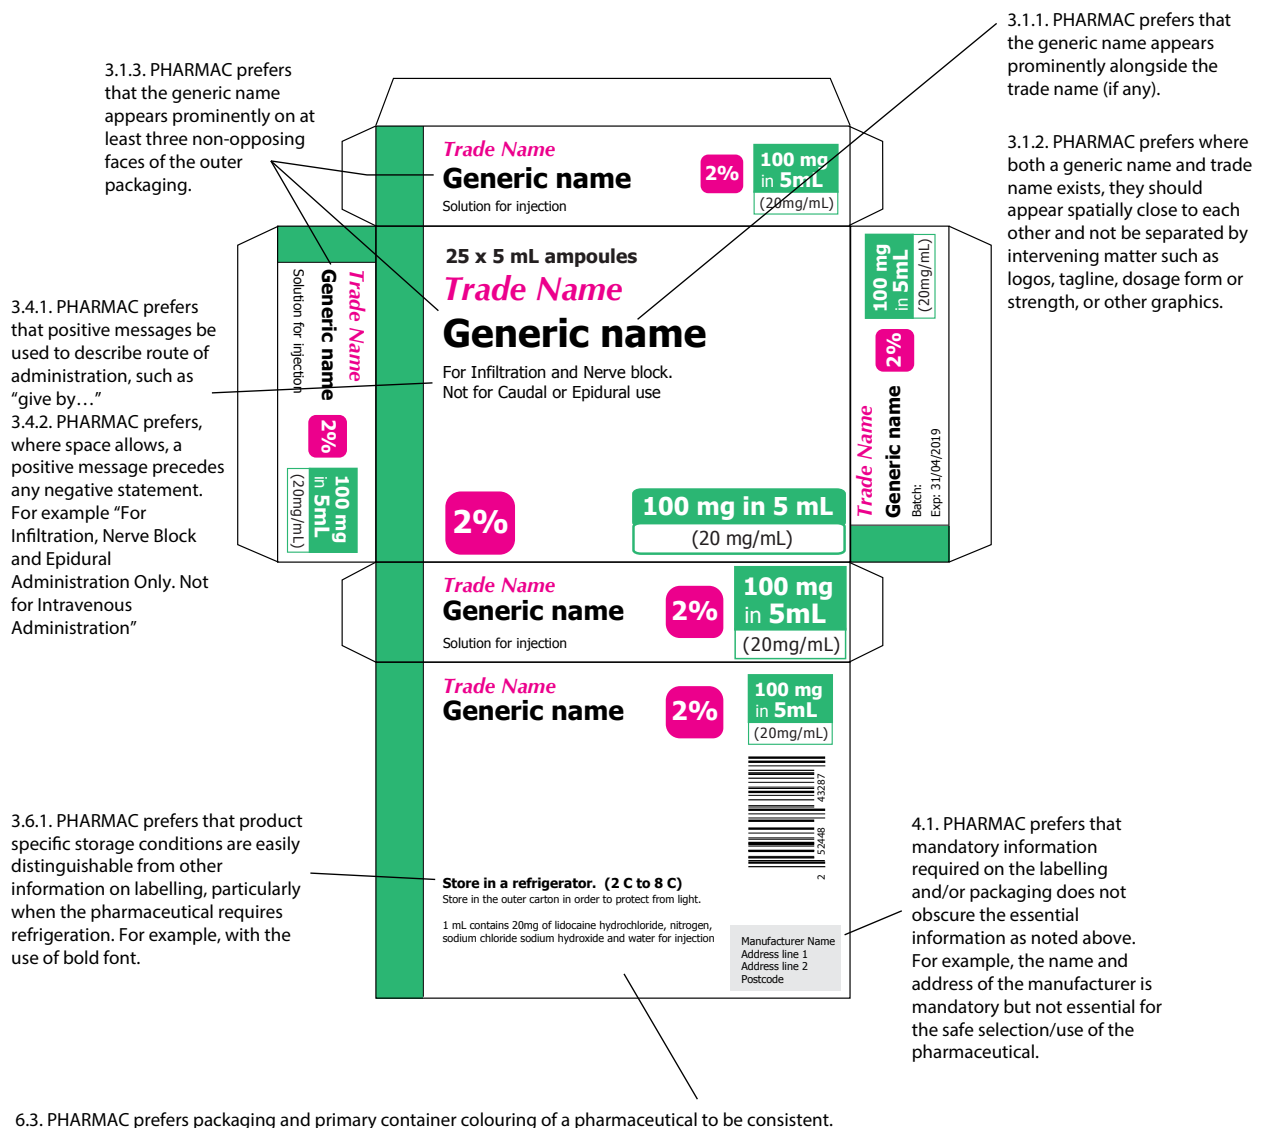 3.1.1. PHARMAC prefers that
the generic name appears
prominently alongside the
trade name (if any).
3.1.2. PHARMAC prefers where
both a generic name and trade
name exists, they should
appear spatially close to each
other and not be separated by
intervening matter such as
logos, tagline, dosage form or
strength, or other graphics.
3.1.3. PHARMAC prefers
that the generic name
appears prominently on at
least three non-opposing
faces of the outer
packaging.
Trade Name
Generic name
Solution for injection
2%
100 mg
in 5mL
(20mg/mL)
3.4.1. PHARMAC prefers
that positive messages be
used to describe route of
administration, such as
“give by…”
3.4.2. PHARMAC prefers,
where space allows, a
positive message precedes
any negative statement.
For example “For
Infiltration, Nerve Block
and Epidural
Administration Only. Not
for Intravenous
Administration”
Trade Name
Generic name
Solution for injection
2%
100 mg
in 5mL
(20mg/mL)
25 x 5 mL ampoules
Trade Name
Generic name
For Infiltration and Nerve block.
Not for Caudal or Epidural use
2%
100 mg in 5 mL
(20 mg/mL)
Trade Name
Generic name
Batch:
Exp: 31/04/2019
2%
100 mg
in 5mL
(20mg/mL)
Trade Name
Generic name
Solution for injection
2%
100 mg
in 5mL
(20mg/mL)
Trade Name
Generic name
2%
100 mg
in 5mL
(20mg/mL)
2 52448 43287
Store in a refrigerator. (2 C to 8 C)
Store in the outer carton in order to protect from light.
1 mL contains 20mg of lidocaine hydrochloride, nitrogen,
sodium chloride sodium hydroxide and water for injection
Manufacturer Name
Address line 1
Address line 2
Postcode
3.6.1. PHARMAC prefers that product
specific storage conditions are easily
distinguishable from other
information on labelling, particularly
when the pharmaceutical requires
refrigeration. For example, with the
use of bold font.
4.1. PHARMAC prefers that
mandatory information
required on the labelling
and/or packaging does not
obscure the essential
information as noted above.
For example, the name and
address of the manufacturer is
mandatory but not essential for
the safe selection/use of the
pharmaceutical.
6.3. PHARMAC prefers packaging and primary container colouring of a pharmaceutical to be consistent.